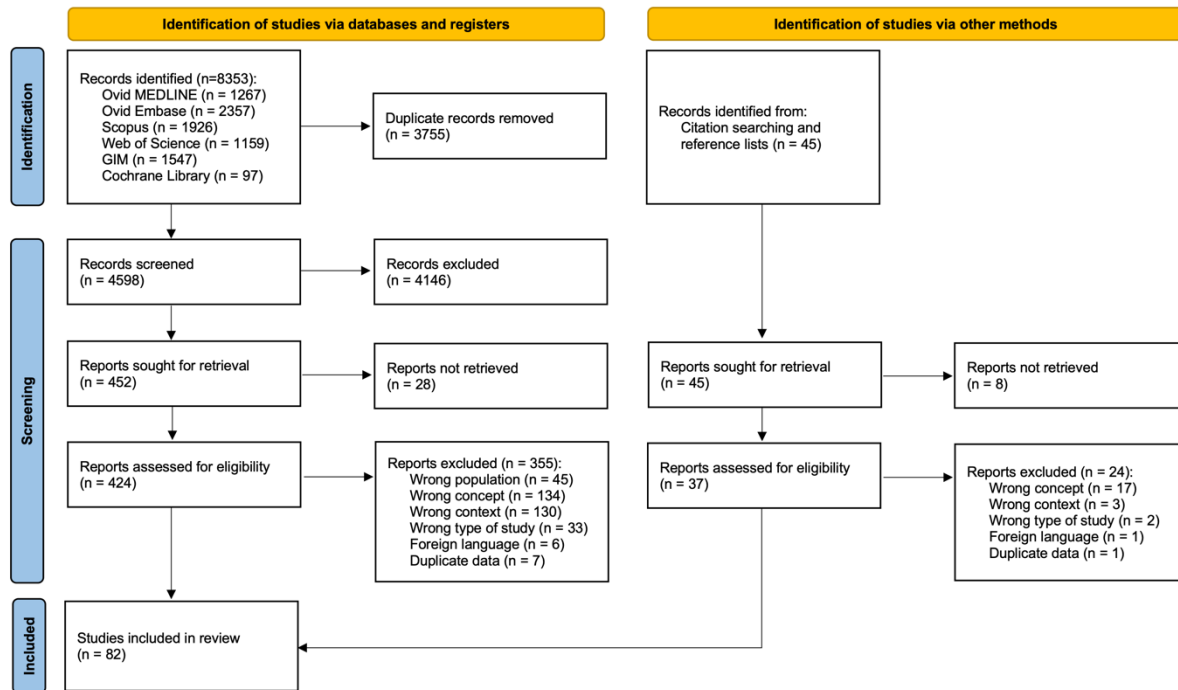 Identification of studies via databases and registers
Identification of studies via other methods
Identification
Records identified (n=8353):
Ovid MEDLINE (n = 1267)
Ovid Embase (n = 2357)
Scopus (n = 1926)
Web of Science (n = 1159)
GIM (n = 1547)
Cochrane Library (n = 97)
Duplicate records removed
(n = 3755)
Records identified from:
Citation searching and
reference lists (n = 45)
Screening
Records screened
(n = 4598)
Records excluded
(n = 4146)
Reports sought for retrieval
(n = 452)
Reports not retrieved
(n = 28)
Reports sought for retrieval
(n = 45)
Reports not retrieved
(n = 8)
Reports assessed for eligibility
(n = 424)
Reports excluded (n = 355):
Wrong population (n = 45)
Wrong concept (n = 134)
Wrong context (n = 130)
Wrong type of study (n = 33)
Foreign language (n = 6)
Duplicate data (n = 7)
Reports assessed for eligibility
(n = 37)
Reports excluded (n = 24):
Wrong concept (n = 17)
Wrong context (n = 3)
Wrong type of study (n = 2)
Foreign language (n = 1)
Duplicate data (n = 1)
Included
Studies included in review
(n = 82)